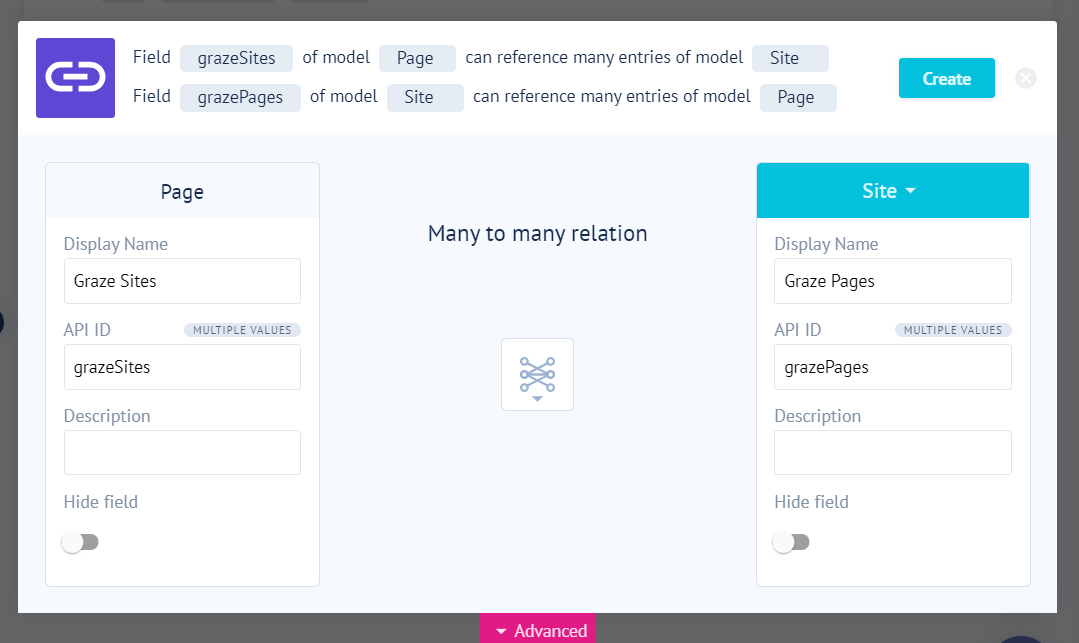 Field grazeSites of model Page can reference many entries of model Site
Field grazePages of model Site can reference many entries of model Page
Create
Page
Display Name
Graze Sites
API ID MULTIPLE VALUES
grazeSites
Description
Hide field
Many to many relation
Site
Display Name
Graze Pages
API ID MULTIPLE VALUES
grazePages
Description
Hide field
Advanced